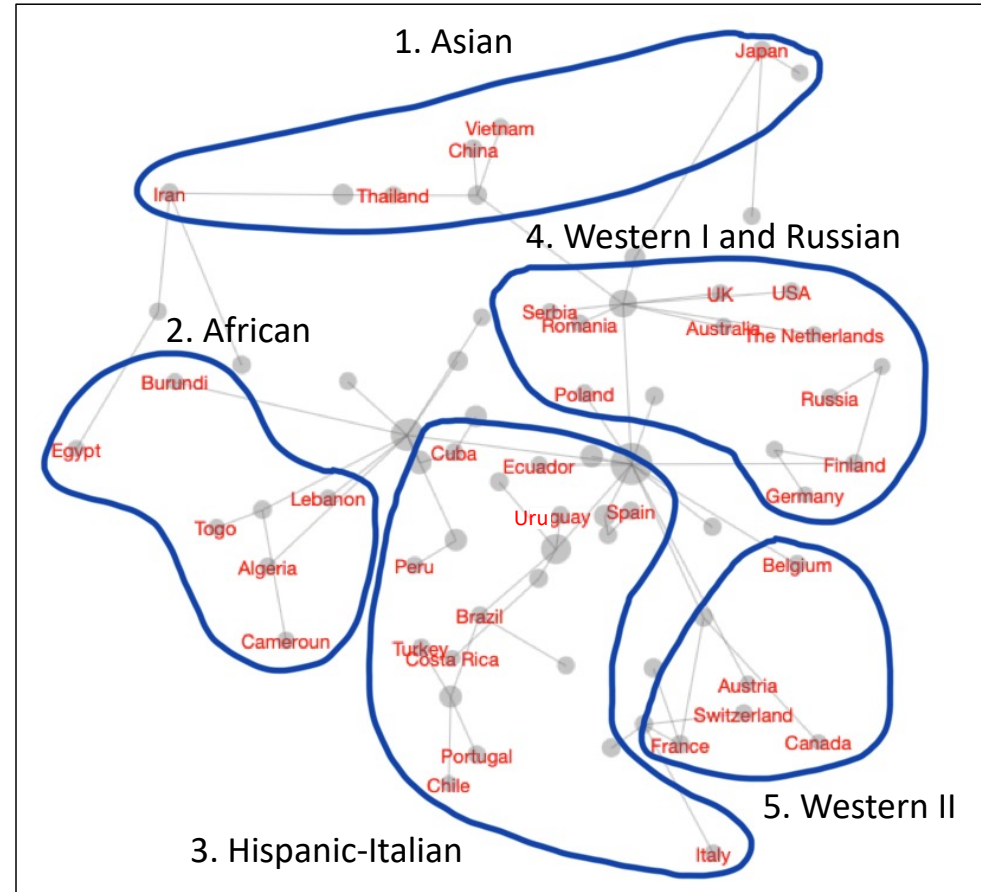 1. Asian
Japan
Vietnam
China
Iran
Thailand
4. Western I and Russian
UK
USA
Serbia
Romania
Australia
The Netherlands
2. African
Burundi
Poland
Russia
Egypt
Cuba
Ecuador
Finland
Lebanon
Germany
Uruguay
Spain
Togo
Algeria
Peru
Belgium
Brazil
Cameroun
Turkey
Costa Rica
Austria
Switzerland
France
Canada
Portugal
Chile
5. Western II
3. Hispanic-Italian
Italy